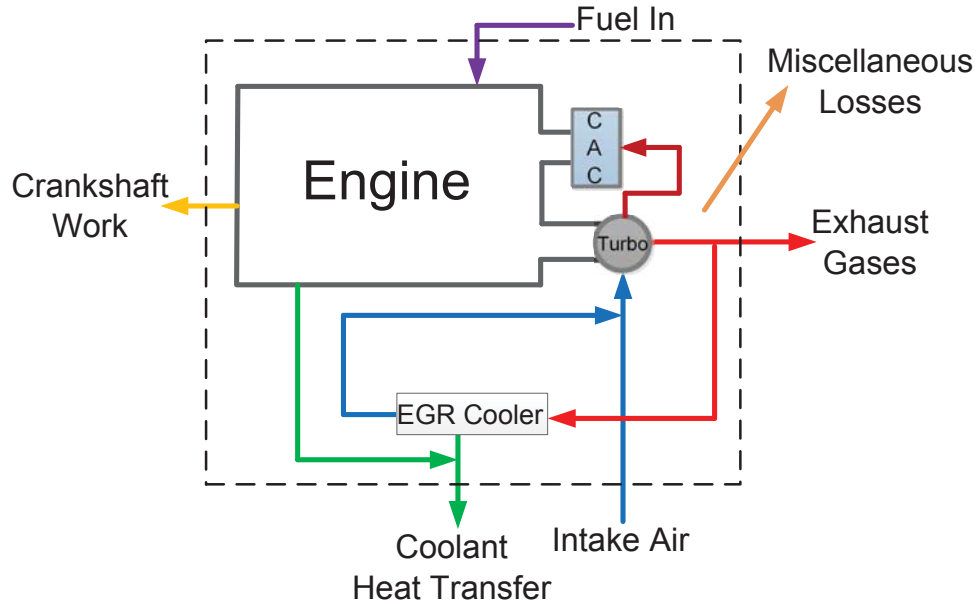 Fuel In
Miscellaneous
Losses
C
A
C
Engine
Crankshaft
Work
Turbo
Exhaust
Gases
EGR Cooler
Coolant
Heat Transfer
Intake Air